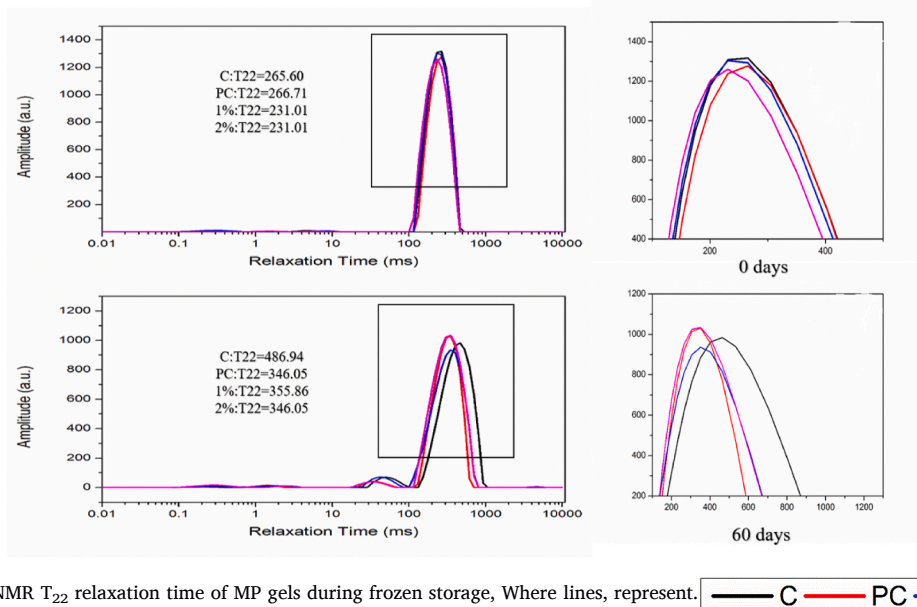 1400
1200
1000
800
600
400
200
0.01
0.1
1
10
100
1000
10000
Amplitude (a.u.)
Relaxation Time (ms)
C:T22=265.60
PC:T22=266.71
1%:T22=231.01
2%:T22=231.01
1400
1200
1000
800
600
400
200
400
0 days
1200
1000
800
600
400
200
0
0.01
0.1
1
10
100
1000
10000
Amplitude (a.u.)
Relaxation Time (ms)
C:T22=486.94
PC:T22=346.05
1%:T22=355.86
2%:T22=346.05
1200
1000
800
600
400
200
200
400
600
800
1000
1200
60 days
NMR T22 relaxation time of MP gels during frozen storage, Where lines, represent.
C
PC